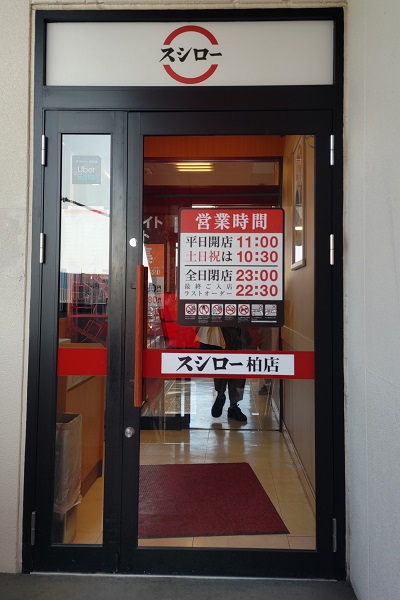 スシロー
Uber
営業時間
平日開店 11:00
土日祝は 10:30
全日閉店 23:00
最終ご入店
ラストオーダー 22:30
スシロー柏店